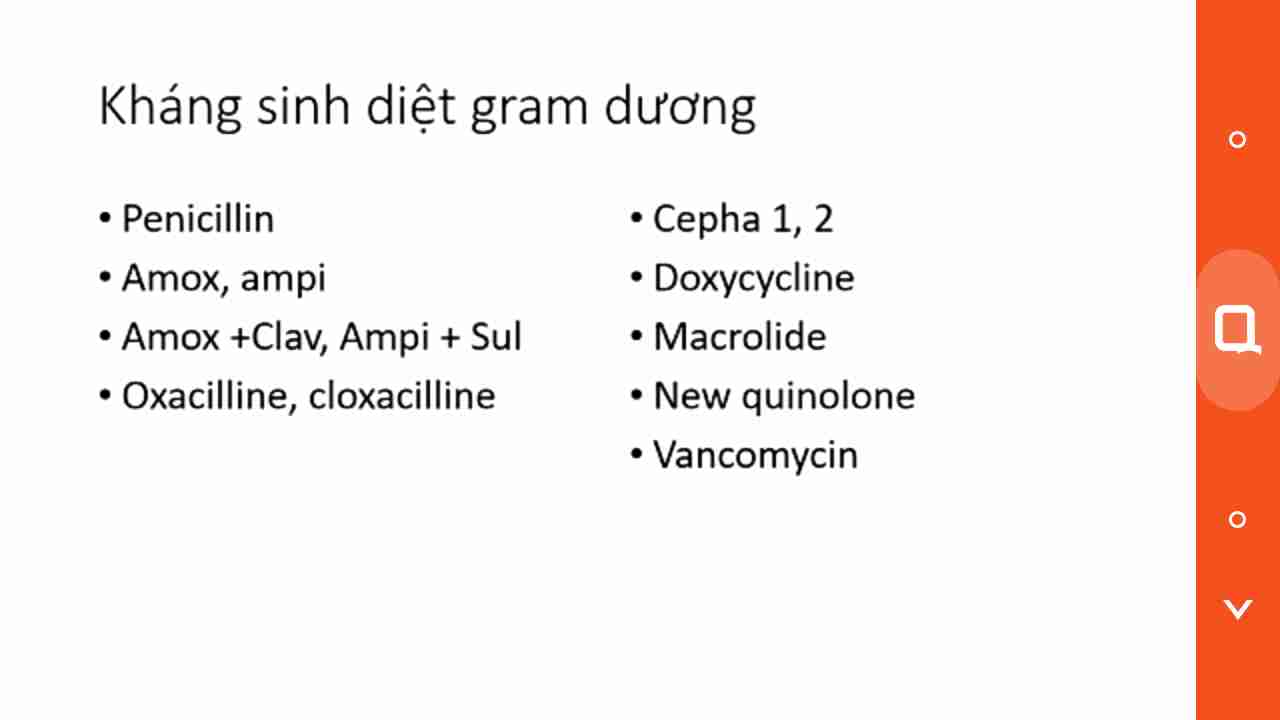 Kháng sinh diệt gram dương
• Penicillin
• Amox, ampi
• Amox +Clav, Ampi + Sul
• Oxacilline, cloxacilline
• Cepha 1, 2
• Doxycycline
• Macrolide
• New quinolone
• Vancomycin